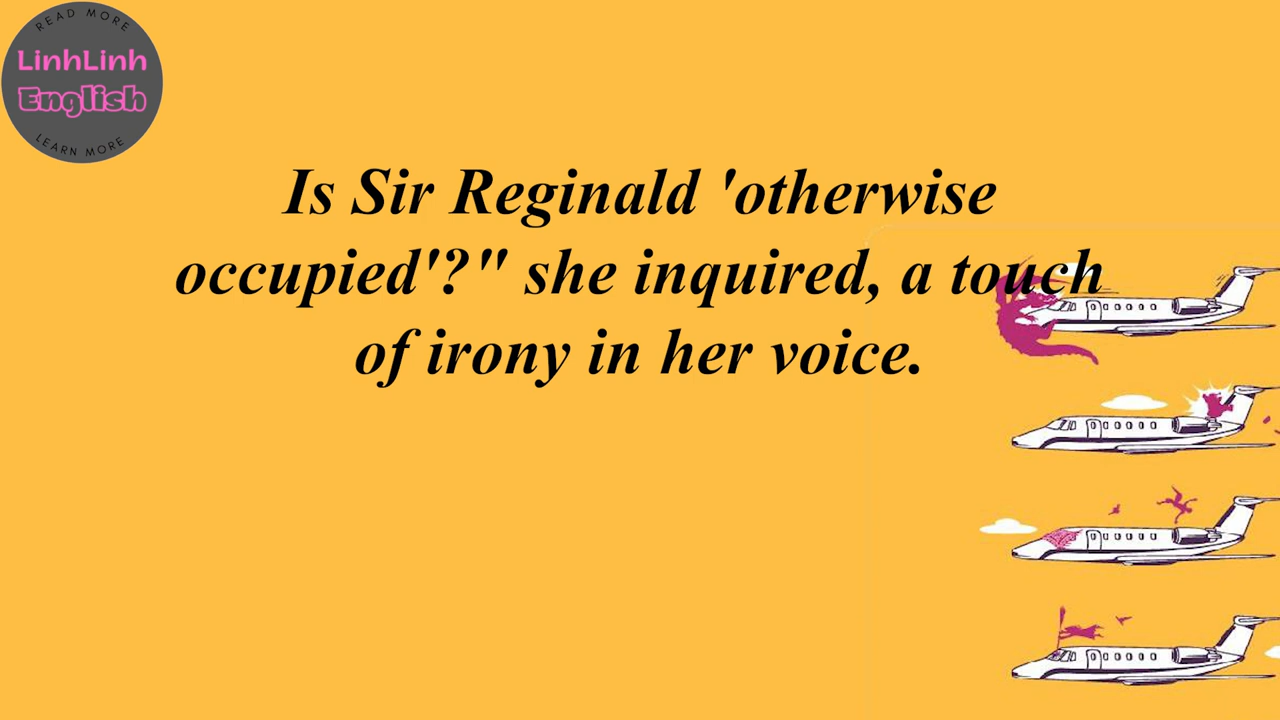 READ MORE
LinhLinh
English
LEARN MORE
Is Sir Reginald 'otherwise
occupied'?" she inquired, a touch
of irony in her voice.